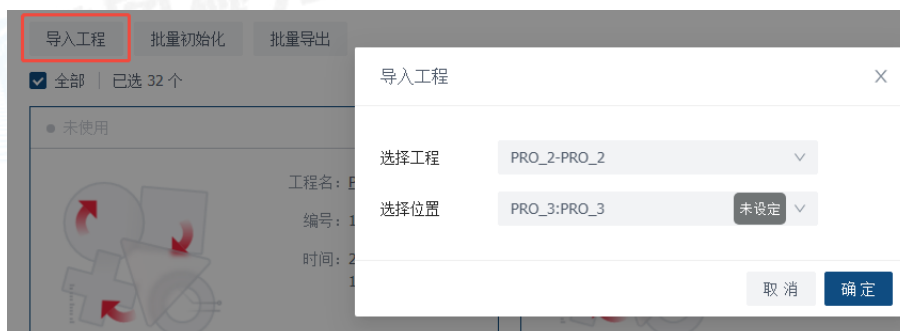 导入工程 批量初始化 批量导出
全部 已选 32 个
导入工程
未使用
选择工程 PRO_2-PRO_2
工程名:
选择位置 PRO_3:PRO_3 未设定
编号: 1
时间: 2
1
取消 确定